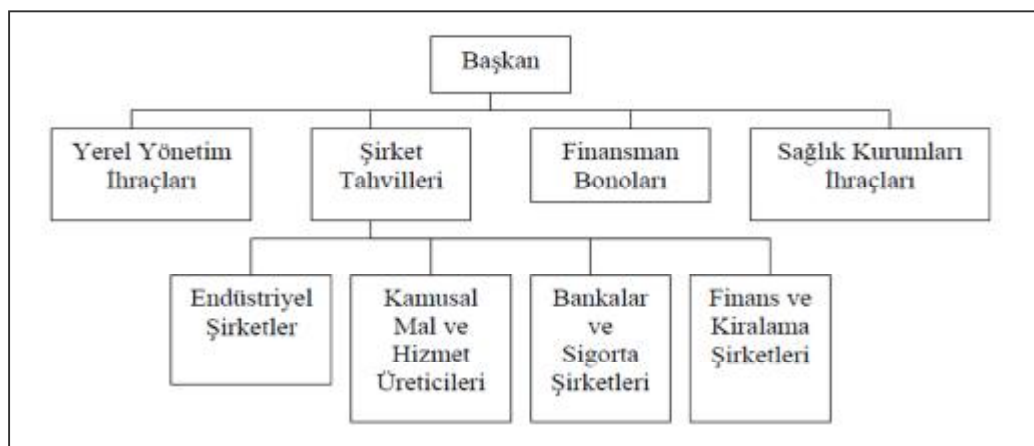 Başkan
Yerel Yönetim
İhraçları
Şirket
Tahvilleri
Finansman
Bonoları
Sağlık Kurumları
İhraçları
Endüstriyel
Şirketler
Kamusal
Mal ve
Hizmet
Üreticileri
Bankalar
ve
Sigorta
Şirketleri
Finans ve
Kiralama
Şirketleri